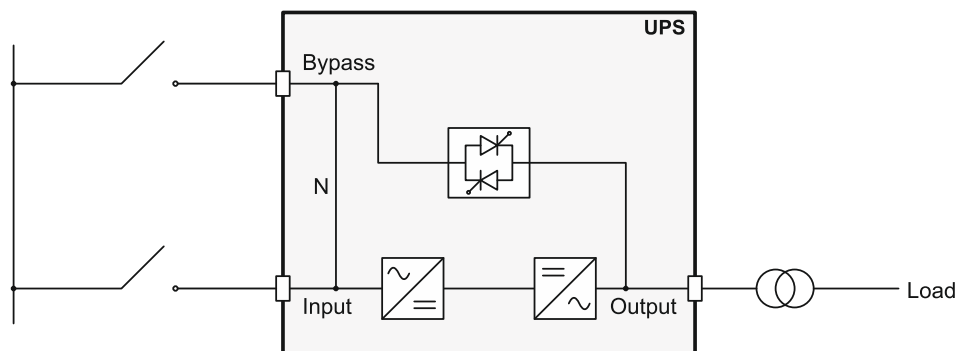 UPS
Bypass
N
Input
Output
Load